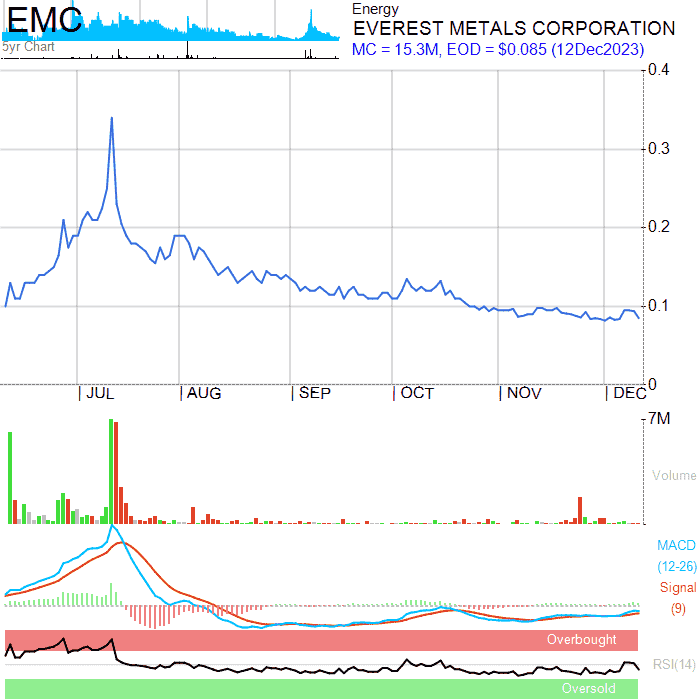 EMC
5yr Chart
Energy
EVEREST METALS CORPORATION
MC = 15.3M, EOD = $0.085 (12Dec2023)
0.4
0.3
0.2
0.1
0
| JUL | AUG | SEP | OCT | NOV | DEC
7M
Volume
MACD
(12-26)
Signal
(9)
Overbought
RSI(14)
Oversold